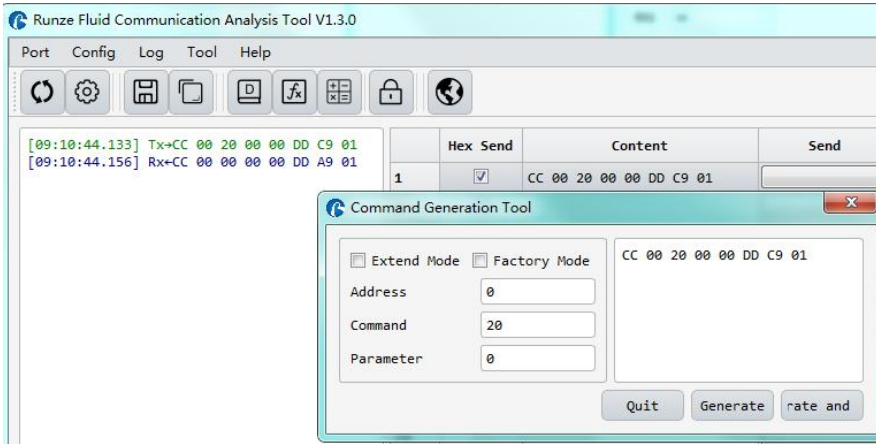 Runze Fluid Communication Analysis Tool V1.3.0
Port Config Log Tool Help
[09:10:44.133] Tx→CC 00 20 00 00 DD C9 01
[09:10:44.156] Rx←CC 00 00 00 00 DD A9 01
Hex Send Content Send
1 CC 00 20 00 00 DD C9 01
Command Generation Tool
Extend Mode Factory Mode
CC 00 20 00 00 DD C9 01
Address 0
Command 20
Parameter 0
Quit Generate rate and